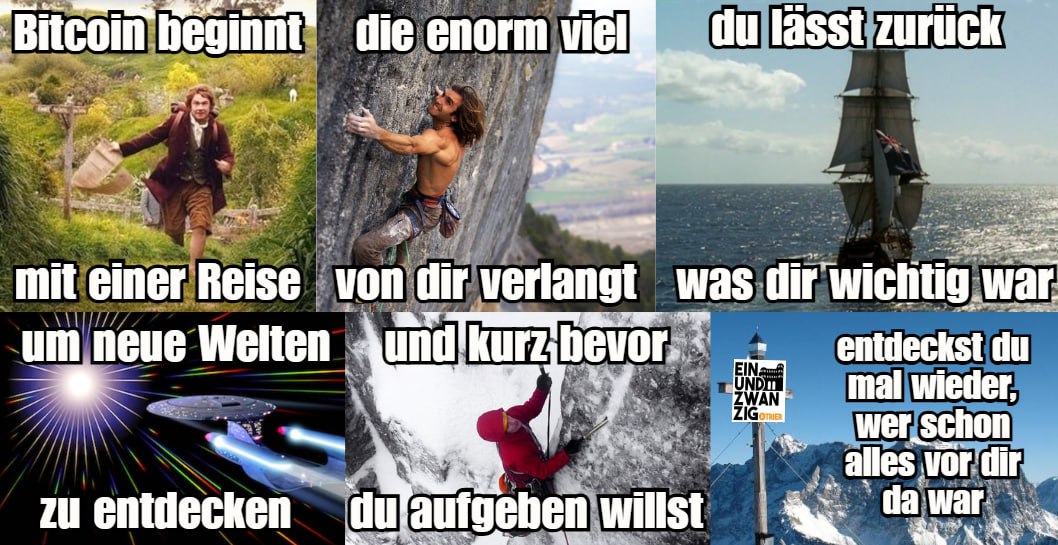 Bitcoin beginnt
mit einer Reise
die enorm viel
von dir verlangt
du lässt zurück
was dir wichtig war
um neue Welten
zu entdecken
und kurz bevor
du aufgeben willst
EIN
UND
ZWAN
ZIG TRIER
entdeckst du
mal wieder,
wer schon
alles vor dir
da war